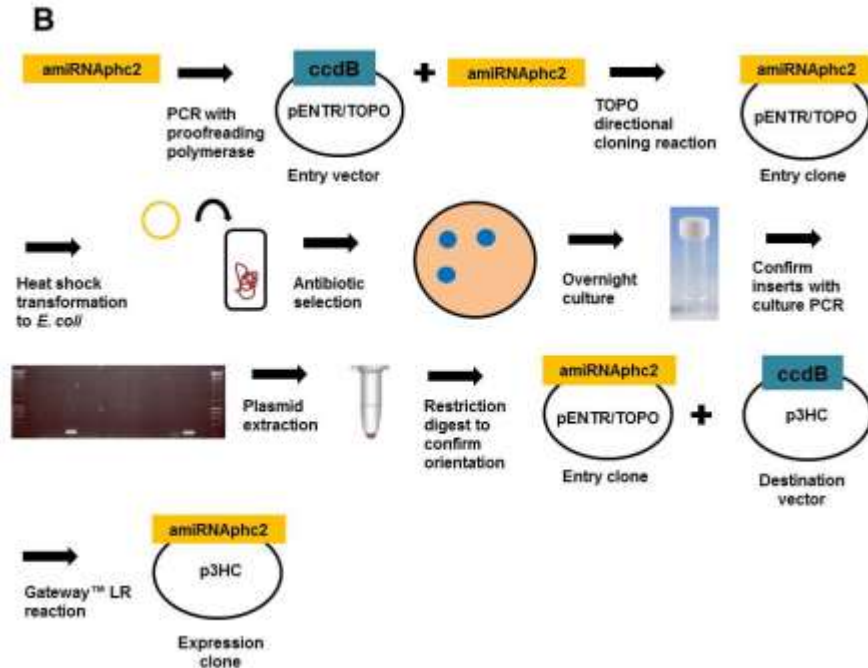 B
amiRNAphc2
PCR with
proofreading
polymerase
ccdB
pENTR/TOPO
Entry vector
+
amiRNAphc2
TOPO
directional
cloning reaction
amiRNAphc2
pENTR/TOPO
Entry clone
Heat shock
transformation
to E. coli
Antibiotic
selection
Overnight
culture
Confirm
inserts with
culture PCR
Plasmid
extraction
Restriction
digest to
confirm
orientation
amiRNAphc2
pENTR/TOPO
Entry clone
+
ccdB
p3HC
Destination
vector
Gateway™ LR
reaction
amiRNAphc2
p3HC
Expression
clone